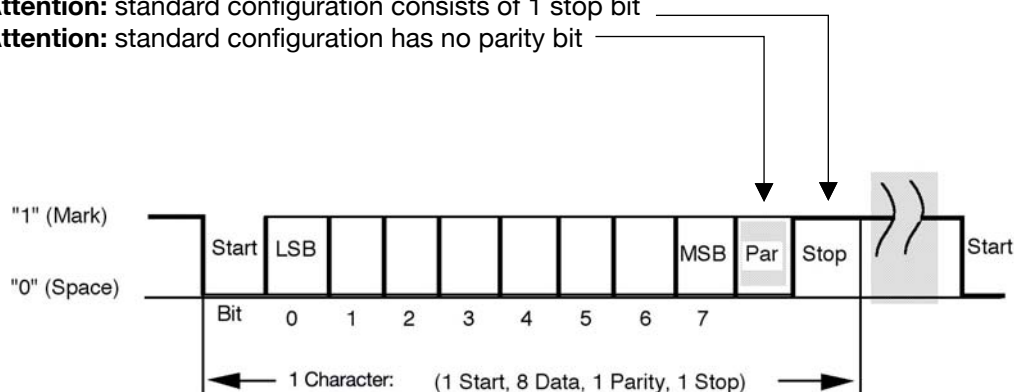 Attention: standard configuration consists of 1 stop bit
Attention: standard configuration has no parity bit
"1" (Mark)
Start LSB MSB Par Stop Start
"0" (Space)
Bit 0 1 2 3 4 5 6 7
1 Character: (1 Start, 8 Data, 1 Parity, 1 Stop)